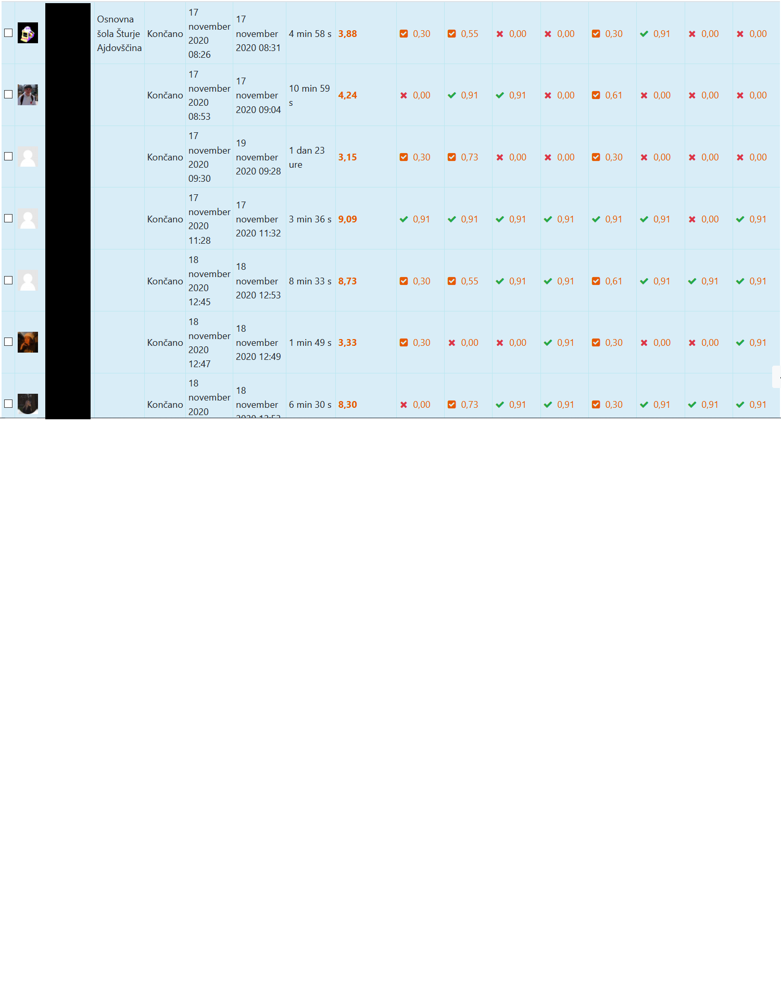 Osnovna
šola Šturje
Ajdovščina
Končano
17
november
2020
08:26
17
november
2020 08:31
4 min 58 s
3,88
0,30
0,55
0,00
0,00
0,30
0,91
0,00
0,00
Končano
17
november
2020
08:53
17
november
2020 09:04
10 min 59
s
4,24
0,00
0,91
0,91
0,00
0,61
0,00
0,00
0,00
Končano
17
november
2020
09:30
19
november
2020 09:28
1 dan 23
ure
3,15
0,30
0,73
0,00
0,00
0,30
0,00
0,00
0,00
Končano
17
november
2020
11:28
17
november
2020 11:32
3 min 36 s
9,09
0,91
0,91
0,91
0,91
0,91
0,91
0,00
0,91
Končano
18
november
2020
12:45
18
november
2020 12:53
8 min 33 s
8,73
0,30
0,55
0,91
0,91
0,61
0,91
0,91
0,91
Končano
18
november
2020
12:47
18
november
2020 12:49
1 min 49 s
3,33
0,30
0,00
0,00
0,91
0,30
0,00
0,00
0,91
Končano
18
november
2020
18
november
6 min 30 s
8,30
0,00
0,73
0,91
0,91
0,30
0,91
0,91
0,91